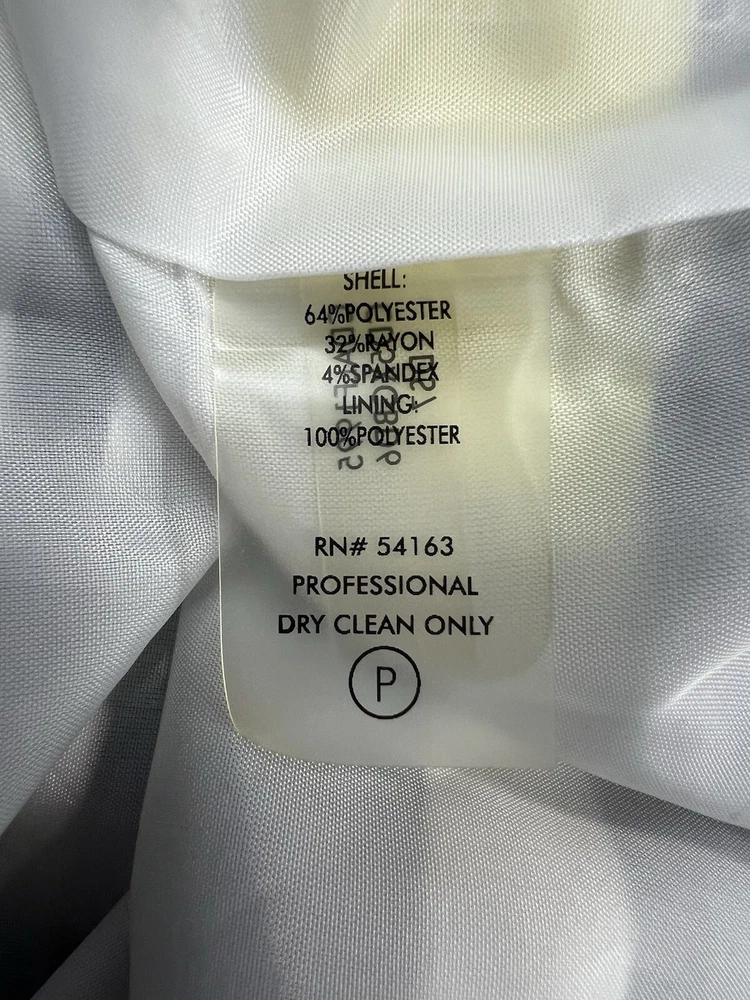 SHELL:
64%POLYESTER
32%RAYON
4%SPANDEX
LINING:
100%POLYESTER
RN# 54163
PROFESSIONAL
DRY CLEAN ONLY
P